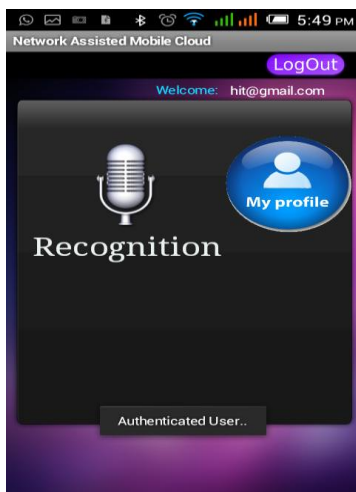 5:49 PM
Network Assisted Mobile Cloud
LogOut
Welcome: hit@gmail.com
My profile
Recognition
Authenticated User..